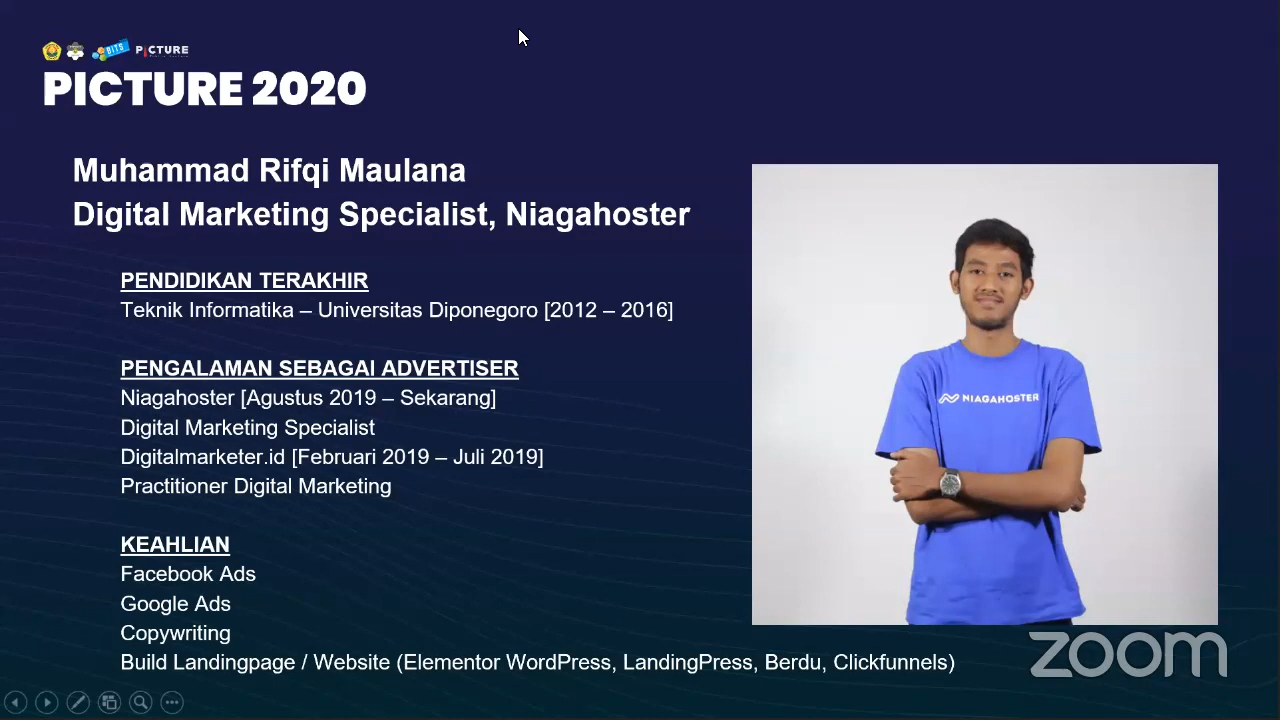 BITS PICTURE
PICTURE 2020
Muhammad Rifqi Maulana
Digital Marketing Specialist, Niagahoster
PENDIDIKAN TERAKHIR
Teknik Informatika – Universitas Diponegoro [2012 – 2016]
PENGALAMAN SEBAGAI ADVERTISER
Niagahoster [Agustus 2019 – Sekarang]
Digital Marketing Specialist
Digitalmarketer.id [Februari 2019 – Juli 2019]
Practitioner Digital Marketing
KEAHLIAN
Facebook Ads
Google Ads
Copywriting
Build Landingpage / Website (Elementor WordPress, LandingPress, Berdu, Clickfunnels)
NIAGAHOSTER
zoom